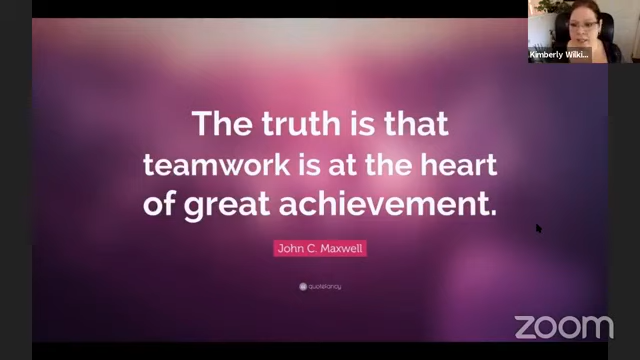 Kimberly Wilki...
The truth is that
teamwork is at the heart
of great achievement.
John C. Maxwell
quotefancy
zoom